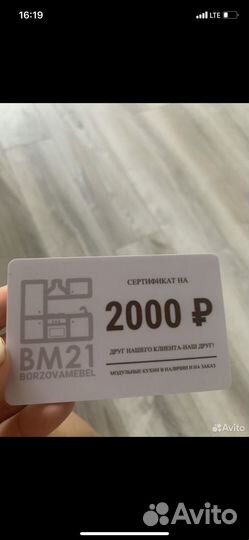 16:19
LTE
СЕРТИФИКАТ НА
2000 ₽
BM21
BORZOVAMEBEL
ДРУГ НАШЕГО КЛИЕНТА-НАШ ДРУГ!
МОДУЛЬНЫЕ КУХНИ В НАЛИЧИИ И НА ЗАКАЗ
Avito
Avito